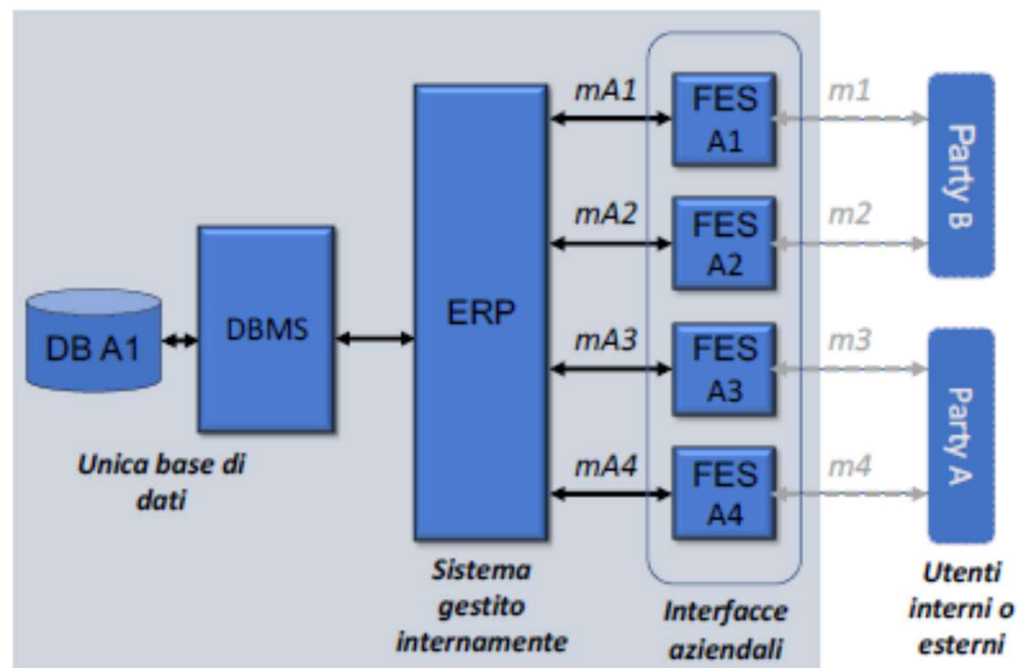 mA1
FES
A1
m1
Party B
mA2
FES
A2
m2
DB A1
DBMS
ERP
mA3
FES
A3
m3
Party A
mA4
FES
A4
m4
Unica base di
dati
Sistema
gestito
internamente
Interfacce
aziendali
Utenti
interni o
esterni